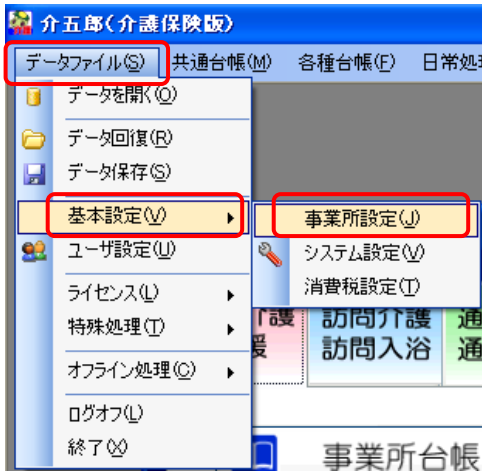 介五郎(介護保険版)
データファイル(S) 共通台帳(M) 各種台帳(F) 日常処
データを開く(O)
データ回復(R)
データ保存(S)
基本設定(V)
事業所設定(J)
ユーザ設定(U)
システム設定(V)
消費税設定(T)
ライセンス(L)
特殊処理(T)
護 訪問介護 通
援 訪問入浴 通
オフライン処理(C)
ログオフ(L)
終了(X)
事業所台帳